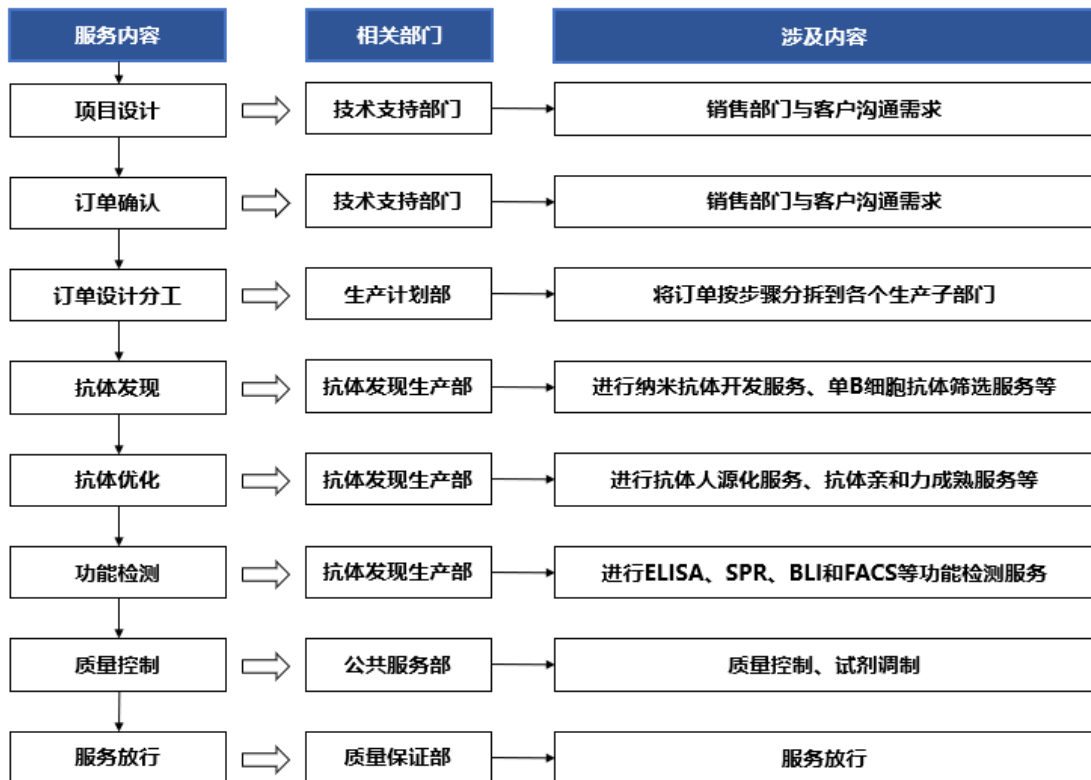 服务内容
相关部门
涉及内容
项目设计
技术支持部门
销售部门与客户沟通需求
订单确认
技术支持部门
销售部门与客户沟通需求
订单设计分工
生产计划部
将订单按步骤分拆到各个生产子部门
抗体发现
抗体发现生产部
进行纳米抗体开发服务、单B细胞抗体筛选服务等
抗体优化
抗体发现生产部
进行抗体人源化服务、抗体亲和力成熟服务等
功能检测
抗体发现生产部
进行ELISA、SPR、BLI和FACS等功能检测服务
质量控制
公共服务部
质量控制、试剂调制
服务放行
质量保证部
服务放行